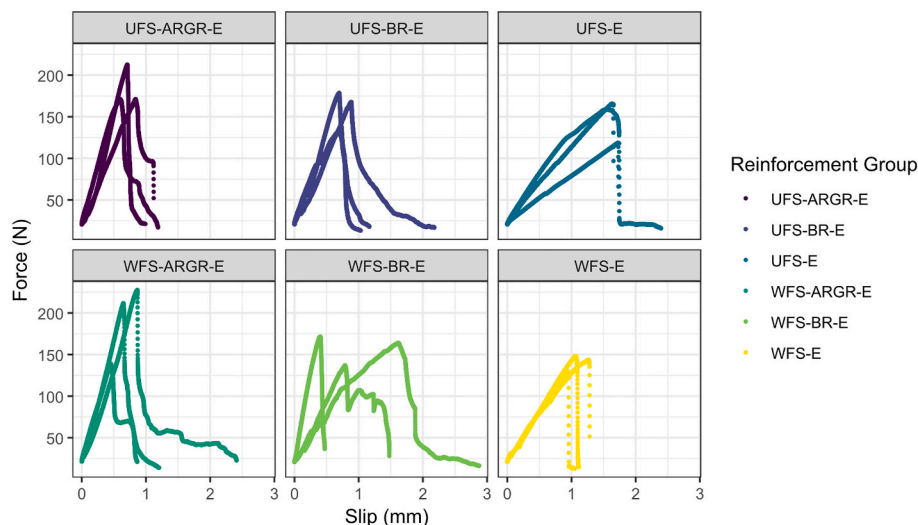 UFS-ARGR-E UFS-BR-E UFS-E
200
150
100
50
WFS-ARGR-E WFS-BR-E WFS-E
200
150
100
50
0 1 2 3 0 1 2 3 0 1 2 3
Force (N)
Slip (mm)
Reinforcement Group
UFS-ARGR-E
UFS-BR-E
UFS-E
WFS-ARGR-E
WFS-BR-E
WFS-E